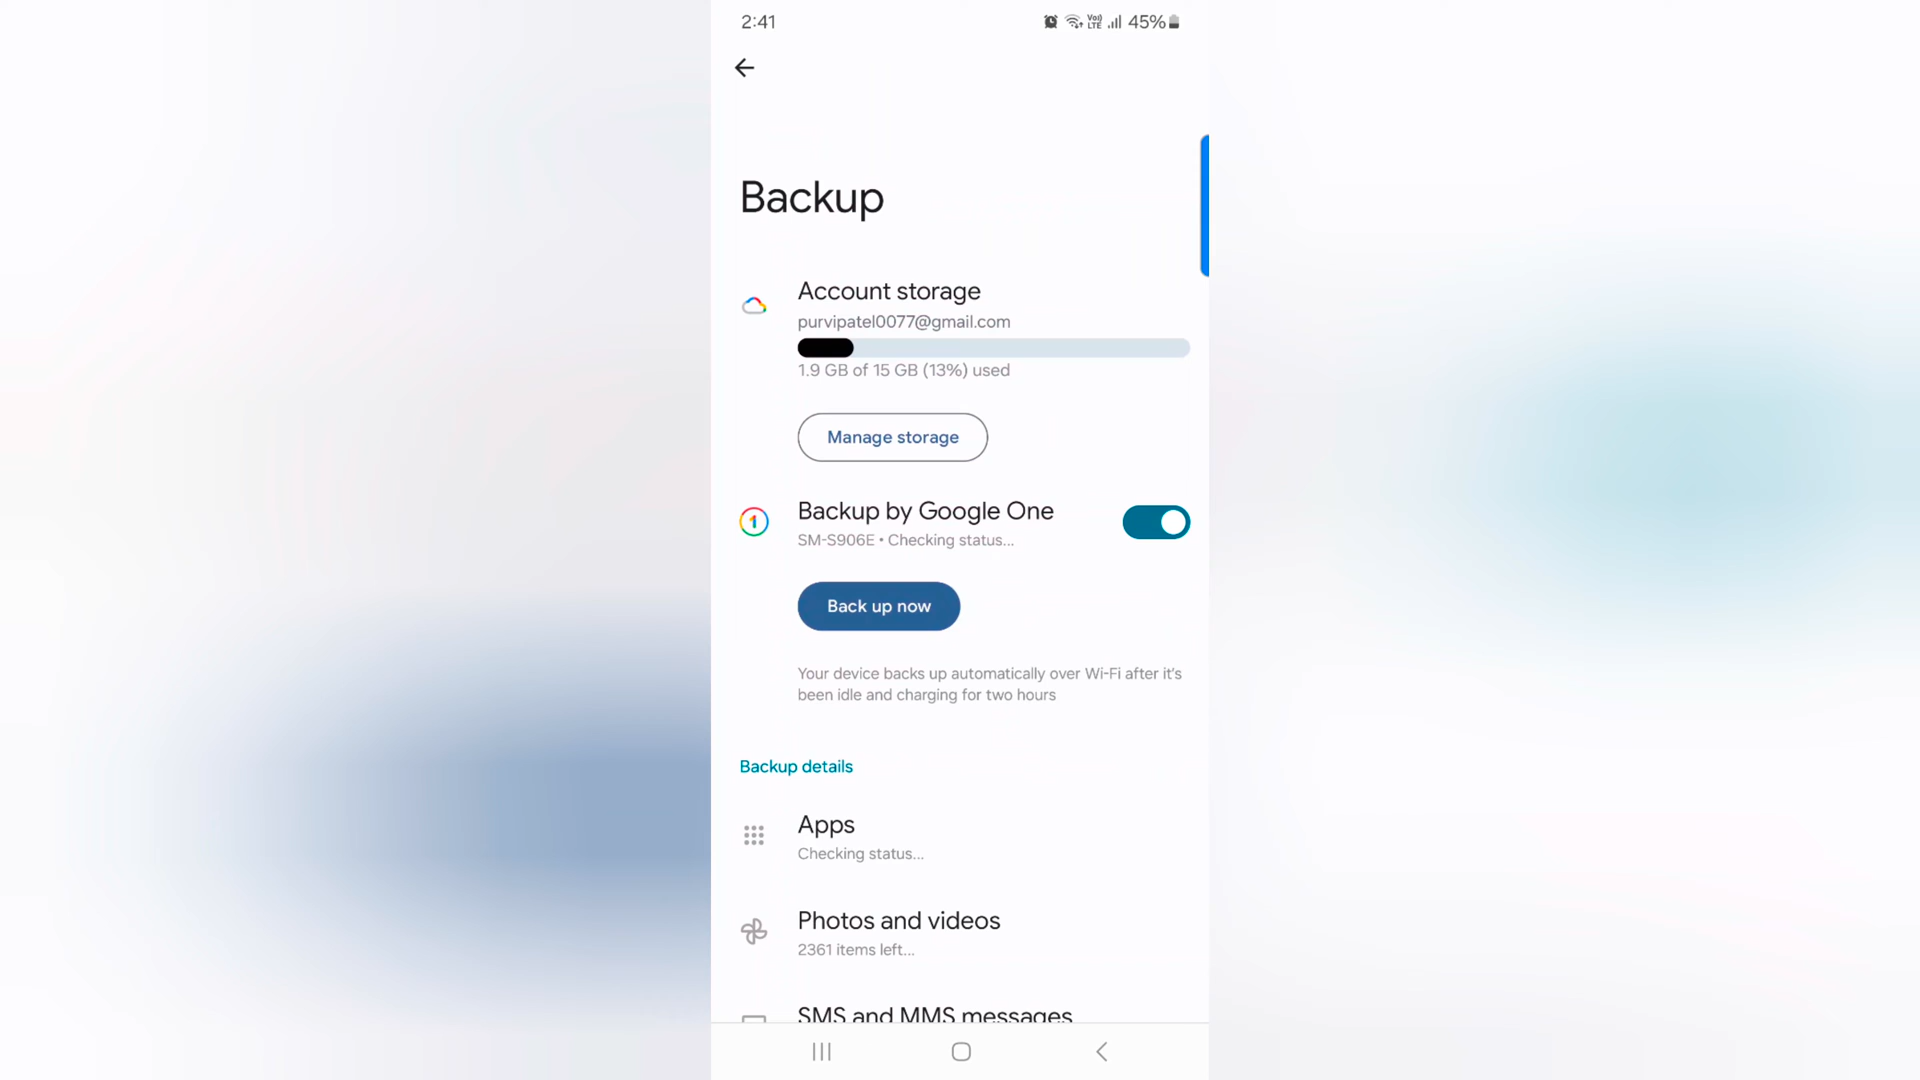 2:41
Vo) LTE 45%
Backup
Account storage
purvipatel0077@gmail.com
1.9 GB of 15 GB (13%) used
Manage storage
1
Backup by Google One
SM-S906E • Checking status...
Back up now
Your device backs up automatically over Wi-Fi after it's
been idle and charging for two hours
Backup details
Apps
Checking status...
Photos and videos
2361 items left...
SMS and MMS messages